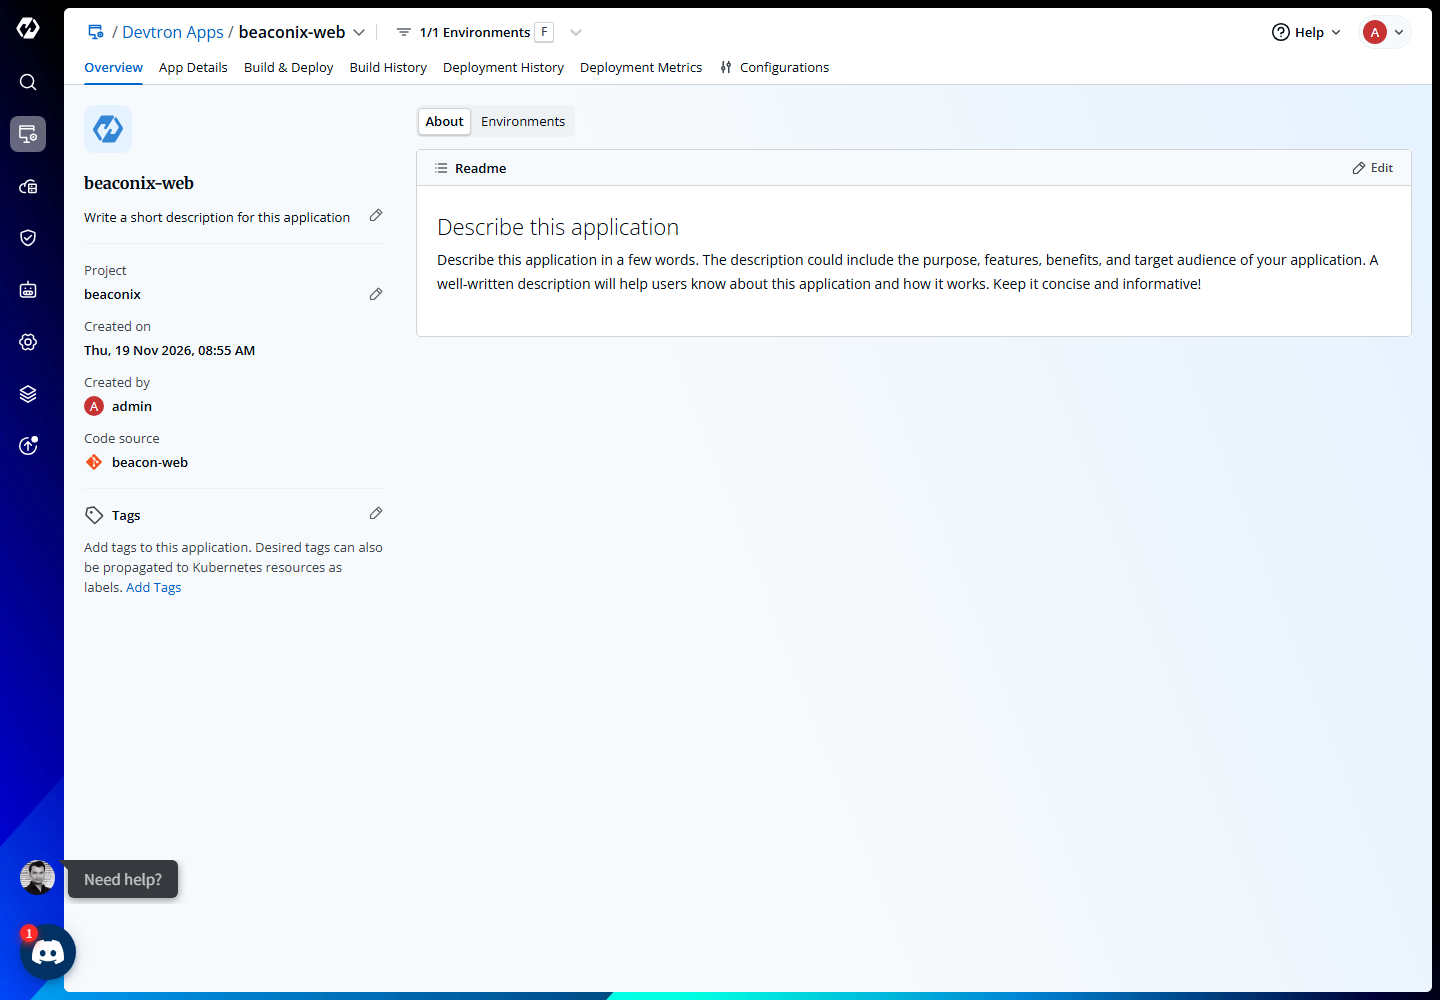 / Devtron Apps / beaconix-web
1/1 Environments F
Help
A
Overview
App Details
Build & Deploy
Build History
Deployment History
Deployment Metrics
Configurations
About
Environments
beaconix-web
Write a short description for this application
Project
beaconix
Created on
Thu, 19 Nov 2026, 08:55 AM
Created by
A admin
Code source
beacon-web
Tags
Add tags to this application. Desired tags can also
be propagated to Kubernetes resources as
labels. Add Tags
Readme
Edit
Describe this application
Describe this application in a few words. The description could include the purpose, features, benefits, and target audience of your application. A
well-written description will help users know about this application and how it works. Keep it concise and informative!
Need help?
1